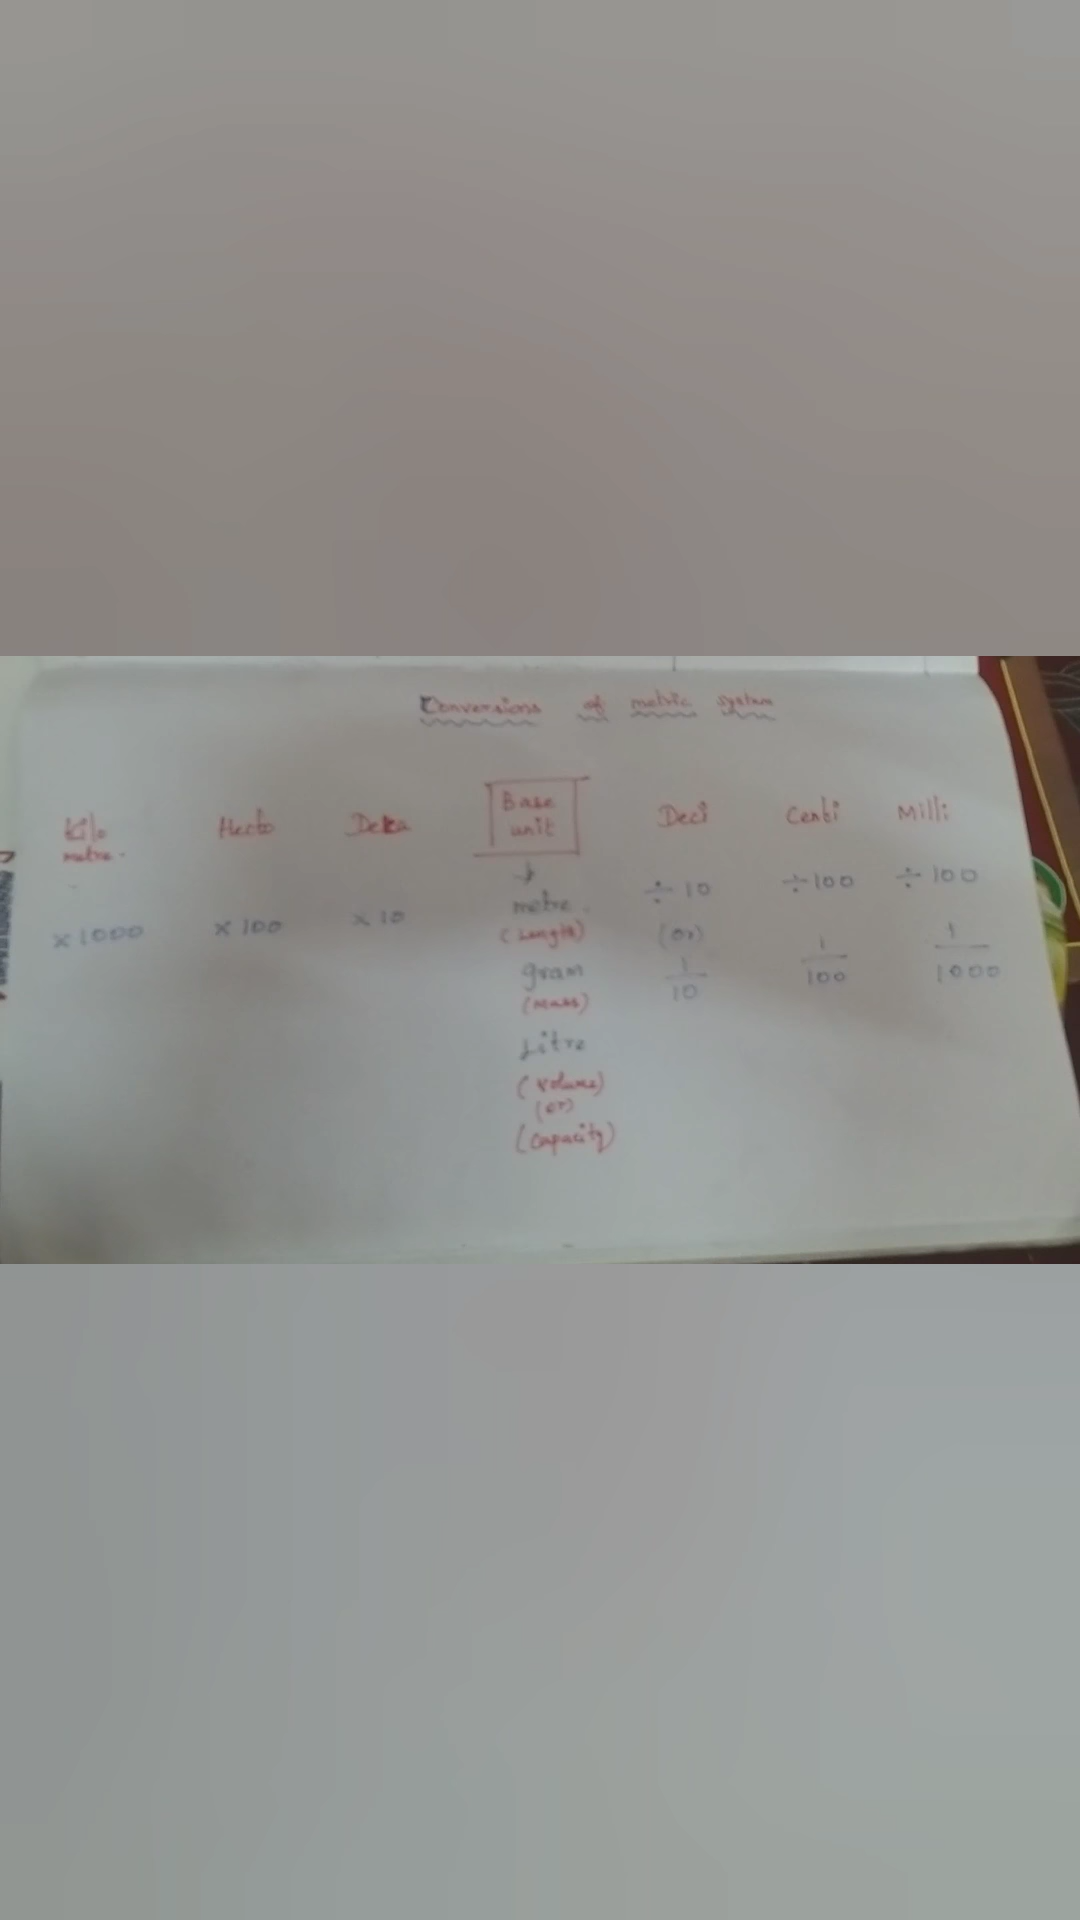 Conversions of metric system
Kilo metre. Hecto Deka Base unit Deci Centi Milli
× 1000 × 100 × 10 metre. ÷ 10 ÷ 100 ÷ 100
(Length) (or)
gram 1/10 1/100 1/1000
(Mass)
Litre
(volume)
(or)
(capacity)